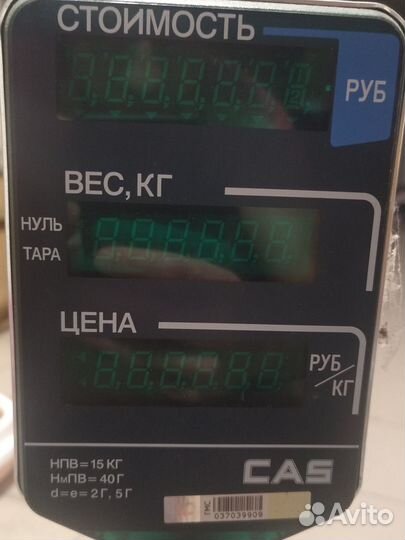 СТОИМОСТЬ
РУБ
ВЕС, КГ
НУЛЬ
ТАРА
ЦЕНА
РУБ/КГ
НПВ = 15 КГ
НмПВ = 40 Г
d = e = 2 Г, 5 Г
CAS
ГМС
037039909
Avito